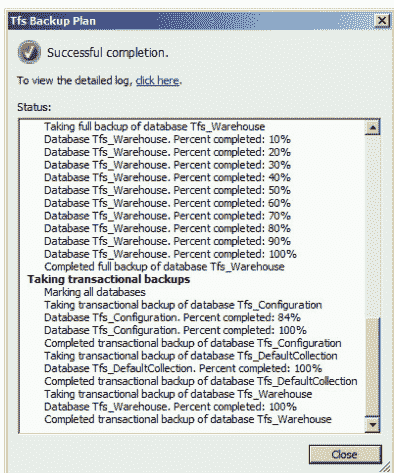 Tfs Backup Plan
Successful completion.
To view the detailed log, click here.
Status:
Taking full backup of database Tfs_Warehouse
Database Tfs_Warehouse. Percent completed: 10%
Database Tfs_Warehouse. Percent completed: 20%
Database Tfs_Warehouse. Percent completed: 30%
Database Tfs_Warehouse. Percent completed: 40%
Database Tfs_Warehouse. Percent completed: 50%
Database Tfs_Warehouse. Percent completed: 60%
Database Tfs_Warehouse. Percent completed: 70%
Database Tfs_Warehouse. Percent completed: 80%
Database Tfs_Warehouse. Percent completed: 90%
Database Tfs_Warehouse. Percent completed: 100%
Completed full backup of database Tfs_Warehouse
Taking transactional backups
Marking all databases
Taking transactional backup of database Tfs_Configuration
Database Tfs_Configuration. Percent completed: 84%
Database Tfs_Configuration. Percent completed: 100%
Completed transactional backup of database Tfs_Configuration
Taking transactional backup of database Tfs_DefaultCollection
Database Tfs_DefaultCollection. Percent completed: 100%
Completed transactional backup of database Tfs_DefaultCollection
Taking transactional backup of database Tfs_Warehouse
Database Tfs_Warehouse. Percent completed: 100%
Completed transactional backup of database Tfs_Warehouse
Close